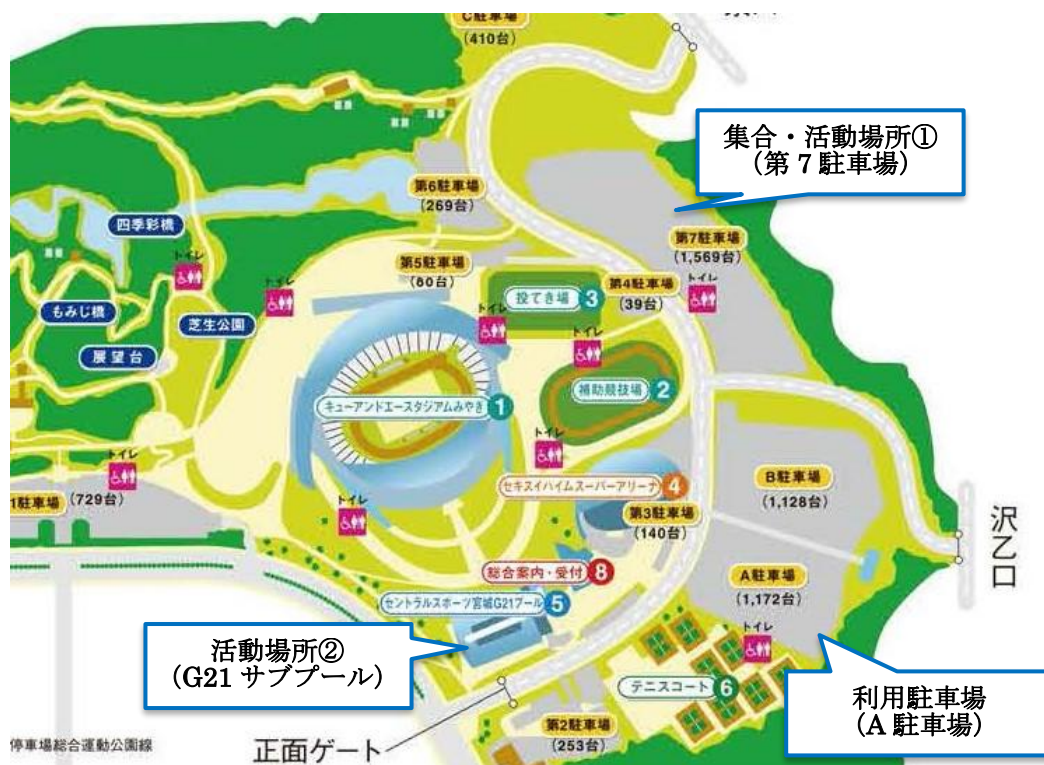 C駐車場
(410台)
集合・活動場所①
(第7駐車場)
第6駐車場
(269台)
四季彩橋
第7駐車場
(1,569台)
トイレ
第5駐車場
(60台)
トイレ
第4駐車場
(39台)
トイレ
投てき場 3
もみじ橋
芝生公園
トイレ
トイレ
展望台
補助競技場 2
キューアンドエースタジアムみやぎ 1
トイレ
トイレ
セキスイハイムスーパーアリーナ 4
B駐車場
(1,128台)
1駐車場 (729台)
トイレ
第3駐車場
(140台)
沢乙口
総合案内・受付 8
A駐車場
(1,172台)
セントラルスポーツ宮城G21プール 5
トイレ
活動場所②
(G21サブプール)
テニスコート 6
利用駐車場
(A駐車場)
第2駐車場
(253台)
停車場総合運動公園線
正面ゲート